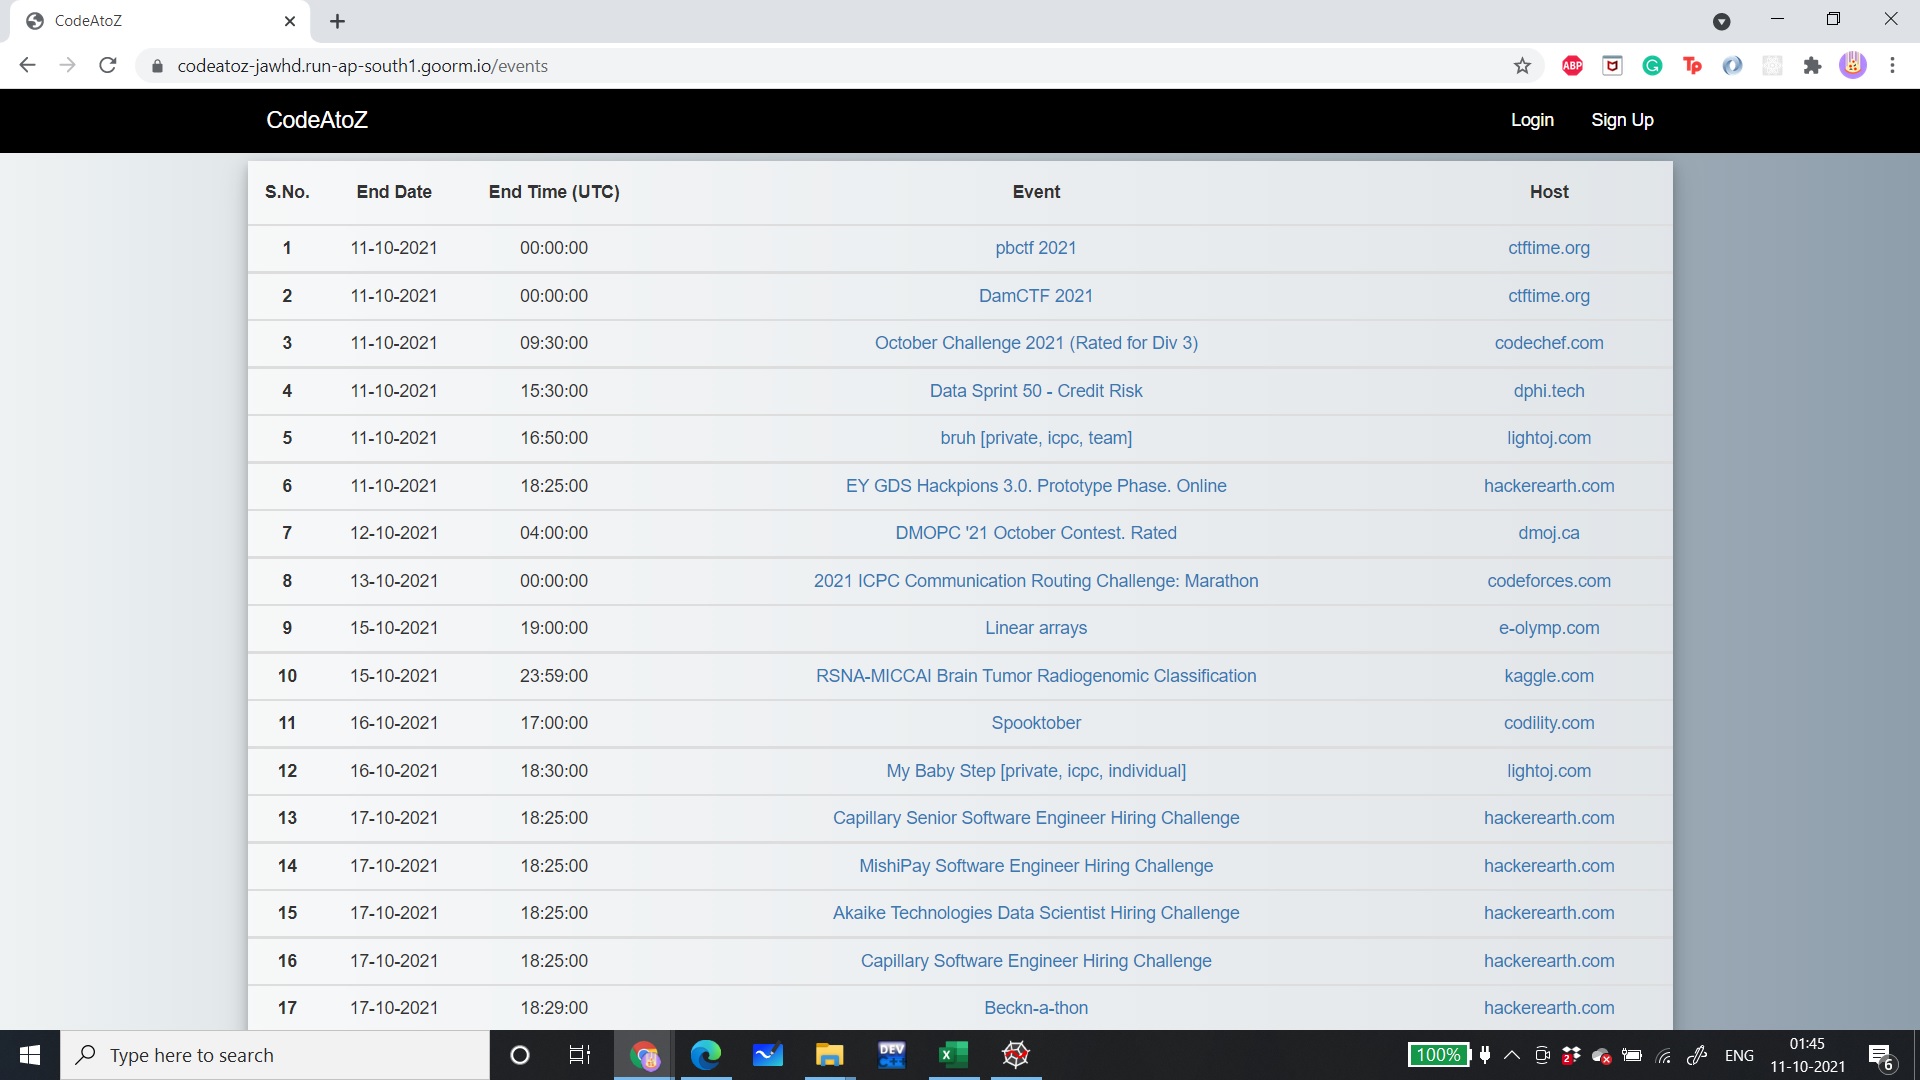 CodeAtoZ
codeatoz-jawhd.run-ap-south1.goorm.io/events
ABP
CodeAtoZ Login Sign Up
S.No. End Date End Time (UTC) Event Host
1 11-10-2021 00:00:00 pbctf 2021 ctftime.org
2 11-10-2021 00:00:00 DamCTF 2021 ctftime.org
3 11-10-2021 09:30:00 October Challenge 2021 (Rated for Div 3) codechef.com
4 11-10-2021 15:30:00 Data Sprint 50 - Credit Risk dphi.tech
5 11-10-2021 16:50:00 bruh [private, icpc, team] lightoj.com
6 11-10-2021 18:25:00 EY GDS Hackpions 3.0. Prototype Phase. Online hackerearth.com
7 12-10-2021 04:00:00 DMOPC '21 October Contest. Rated dmoj.ca
8 13-10-2021 00:00:00 2021 ICPC Communication Routing Challenge: Marathon codeforces.com
9 15-10-2021 19:00:00 Linear arrays e-olymp.com
10 15-10-2021 23:59:00 RSNA-MICCAI Brain Tumor Radiogenomic Classification kaggle.com
11 16-10-2021 17:00:00 Spooktober codility.com
12 16-10-2021 18:30:00 My Baby Step [private, icpc, individual] lightoj.com
13 17-10-2021 18:25:00 Capillary Senior Software Engineer Hiring Challenge hackerearth.com
14 17-10-2021 18:25:00 MishiPay Software Engineer Hiring Challenge hackerearth.com
15 17-10-2021 18:25:00 Akaike Technologies Data Scientist Hiring Challenge hackerearth.com
16 17-10-2021 18:25:00 Capillary Software Engineer Hiring Challenge hackerearth.com
17 17-10-2021 18:29:00 Beckn-a-thon hackerearth.com
Type here to search DEV C++ 100% 2 ENG 01:45
11-10-2021 6